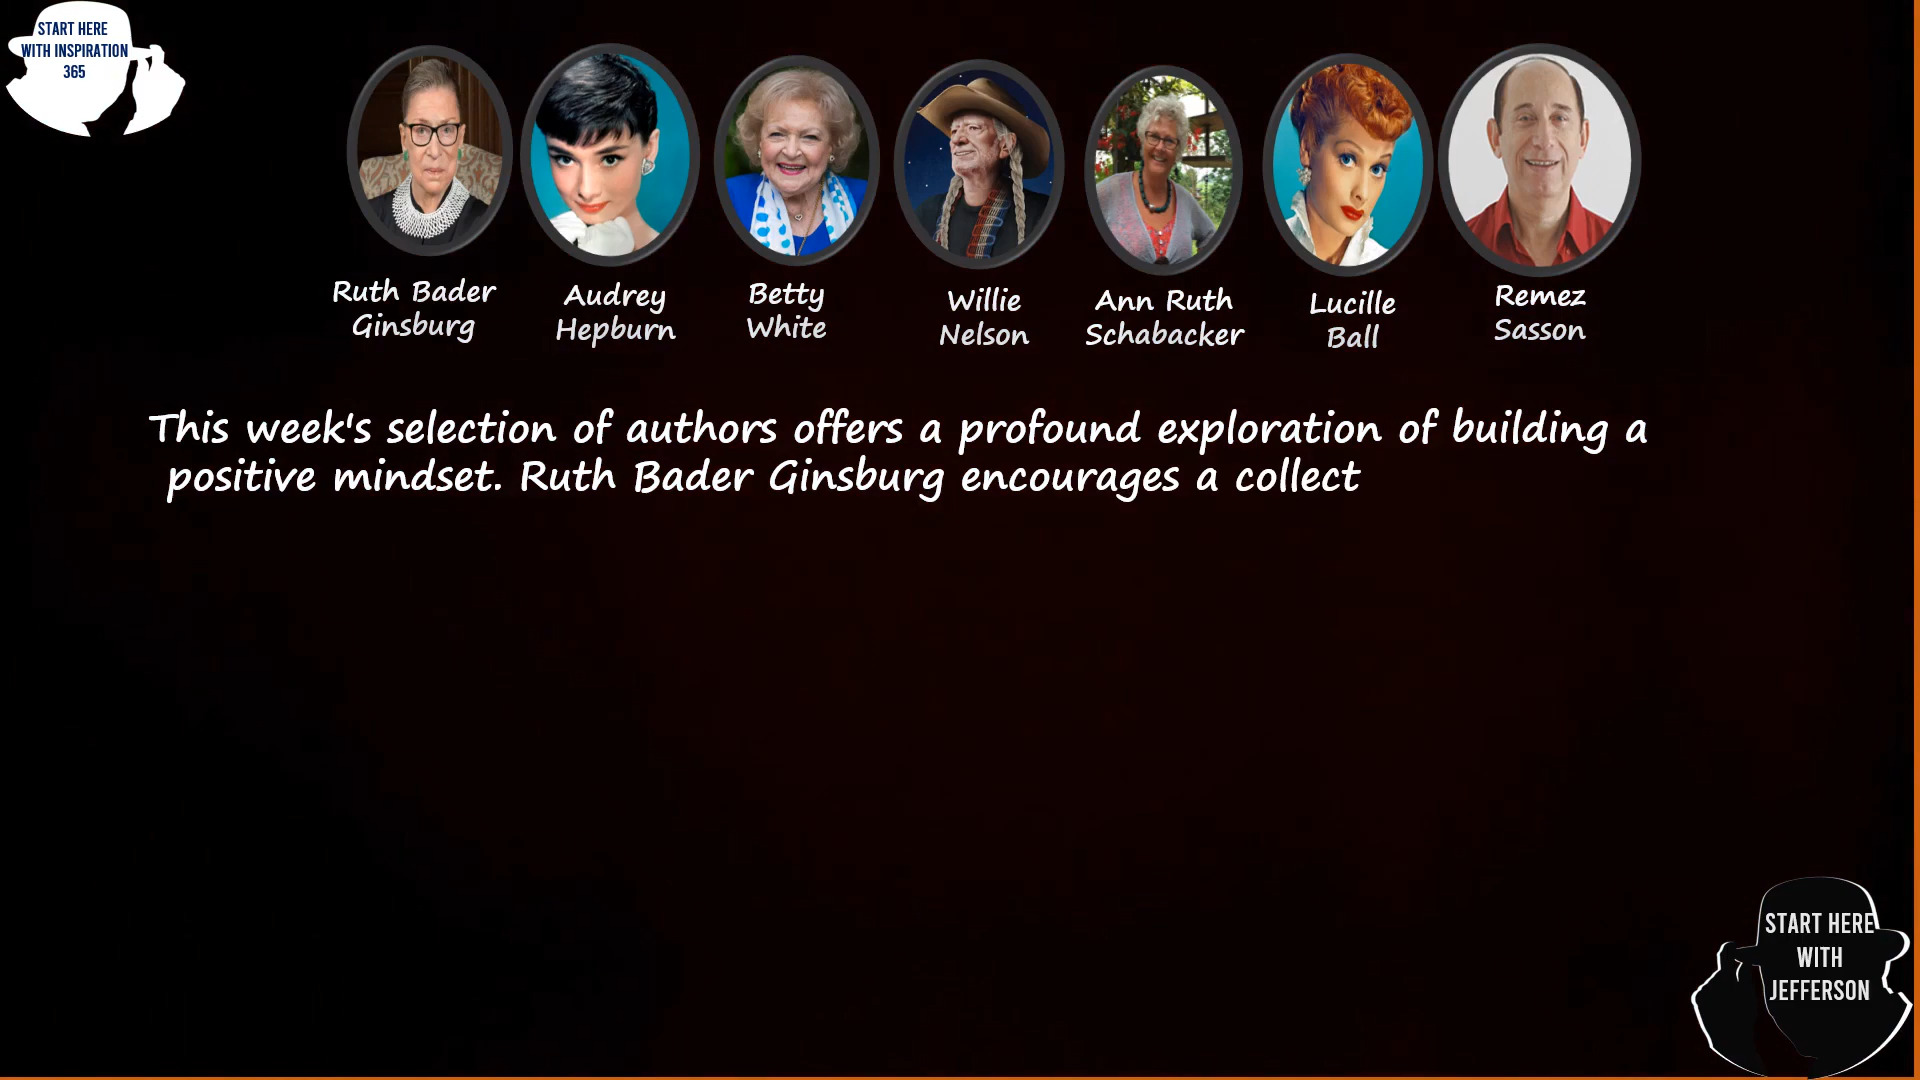 START HERE
WITH INSPIRATION
365
Ruth Bader
Ginsburg
Audrey
Hepburn
Betty
White
Willie
Nelson
Ann Ruth
Schabacker
Lucille
Ball
Remez
Sasson
This week's selection of authors offers a profound exploration of building a
positive mindset. Ruth Bader Ginsburg encourages a collect
START HERE
WITH
JEFFERSON